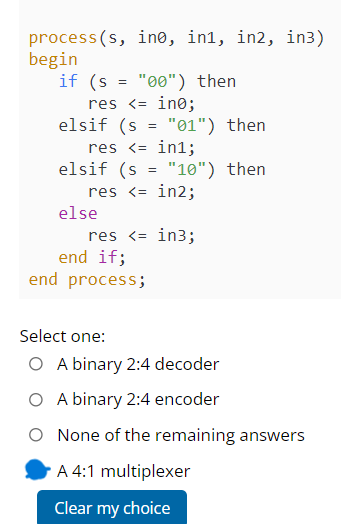 process(s, in0, in1, in2, in3)
begin
if (s = "00") then
res <= in0;
elsif (s = "01") then
res <= in1;
elsif (s = "10") then
res <= in2;
else
res <= in3;
end if;
end process;
Select one:
A binary 2:4 decoder
A binary 2:4 encoder
None of the remaining answers
A 4:1 multiplexer
Clear my choice